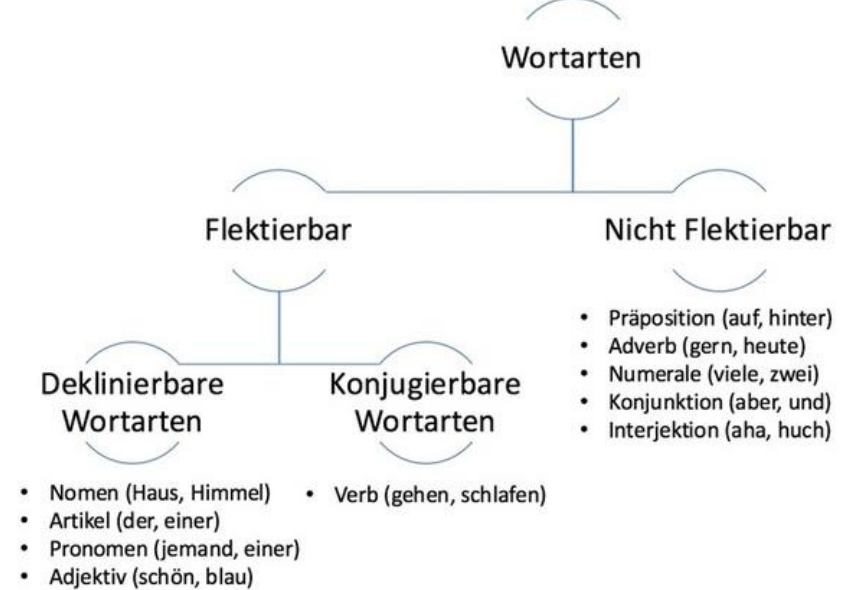 Wortarten
Flektierbar
Nicht Flektierbar
• Präposition (auf, hinter)
• Adverb (gern, heute)
• Numerale (viele, zwei)
• Konjunktion (aber, und)
• Interjektion (aha, huch)
Deklinierbare
Wortarten
• Nomen (Haus, Himmel)
• Artikel (der, einer)
• Pronomen (jemand, einer)
• Adjektiv (schön, blau)
Konjugierbare
Wortarten
• Verb (gehen, schlafen)